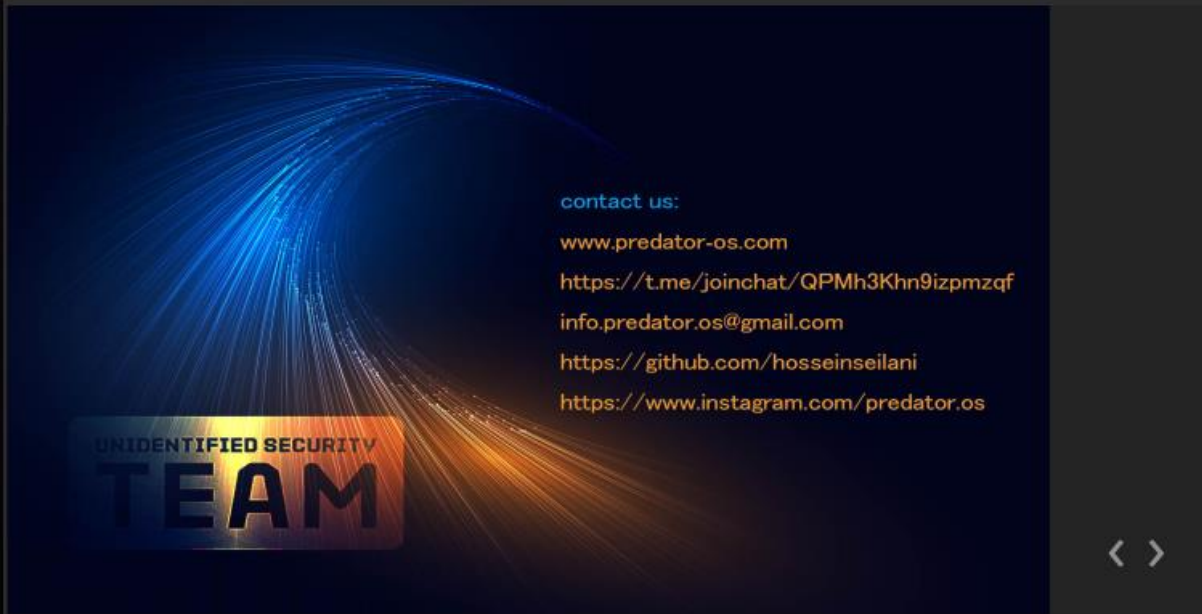 contact us:
www.predator-os.com
https://t.me/joinchat/QPMh3Khn9izpmzqf
info.predator.os@gmail.com
https://github.com/hosseinseilani
https://www.instagram.com/predator.os
UNIDENTIFIED SECURITY
TEAM